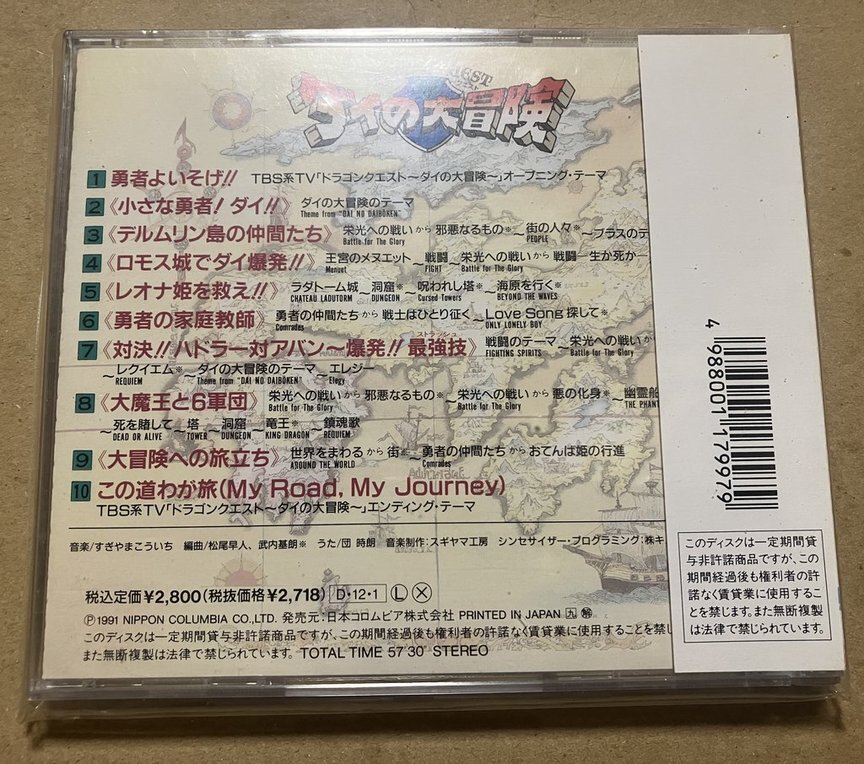 EST
ダイの大冒険
1 勇者よいそげ!! TBS系TV「ドラゴンクエスト〜ダイの大冒険〜」オープニング・テーマ
2 《小さな勇者! ダイ!!》 ダイの大冒険のテーマ
Theme from "DAI NO DAIBOKEN"
3 《デルムリン島の仲間たち》 栄光への戦いから 邪悪なるもの※〜街の人々※〜ブラスのテ
Battle for The Glory PEOPLE
4 《ロモス城でダイ爆発!!》 王宮のメヌエット〜戦闘〜栄光への戦いから 戦闘―生か死か―
Menuet FIGHT Battle for The Glory
5 《レオナ姫を救え!!》 ラダトーム城〜洞窟※〜呪われし塔※〜海原を行く※
CHATEAU LADUTORM DUNGEON Cursed Towers BEYOND THE WAVES
6 《勇者の家庭教師》 勇者の仲間たちから 戦士はひとり征く〜Love Song 探して※
Comrades ONLY LONELY BOY
ストラッシュ
7 《対決!! ハドラー対アバン〜爆発!! 最強技》 戦闘のテーマ〜栄光への戦いか
FIGHTING SPIRITS Battle for The Glory
〜レクイエム※〜ダイの大冒険のテーマ〜エレジー
REQUIEM Theme from "DAI NO DAIBOKEN" Elegy
8 《大魔王と6軍団》 栄光への戦いから 邪悪なるもの※〜栄光への戦いから 悪の化身※〜幽霊船
Battle for The Glory Battle for The Glory THE PHANT
〜死を賭して〜塔※〜洞窟※〜竜王※〜鎮魂歌
DEAD OR ALIVE TOWER DUNGEON KING DRAGON REQUIEM
9 《大冒険への旅立ち》 世界をまわるから 街※〜勇者の仲間たちから おてんば姫の行進
AROUND THE WORLD Comrades
10 この道わが旅(My Road, My Journey)
TBS系TV「ドラゴンクエスト〜ダイの大冒険〜」エンディング・テーマ
音楽/すぎやまこういち 編曲/松尾早人、武内基朗※ うた/団 時朗 音楽制作:スギヤマ工房 シンセサイザー・プログラミング:㈱キ
税込定価¥2,800(税抜価格¥2,718) D・12・1 Ⓛ Ⓧ
Ⓟ1991 NIPPON COLUMBIA CO.,LTD. 発売元:日本コロムビア株式会社 PRINTED IN JAPAN 九
このディスクは一定期間貸与非許諾商品ですが、この期間経過後も権利者の許諾なく賃貸業に使用することを禁じ
また無断複製は法律で禁じられています。 TOTAL TIME 57'30" STEREO
4 988001 179979
このディスクは一定期間貸
与非許諾商品ですが、この
期間経過後も権利者の許
諾なく賃貸業に使用するこ
とを禁じます。また無断複製
は法律で禁じられています。